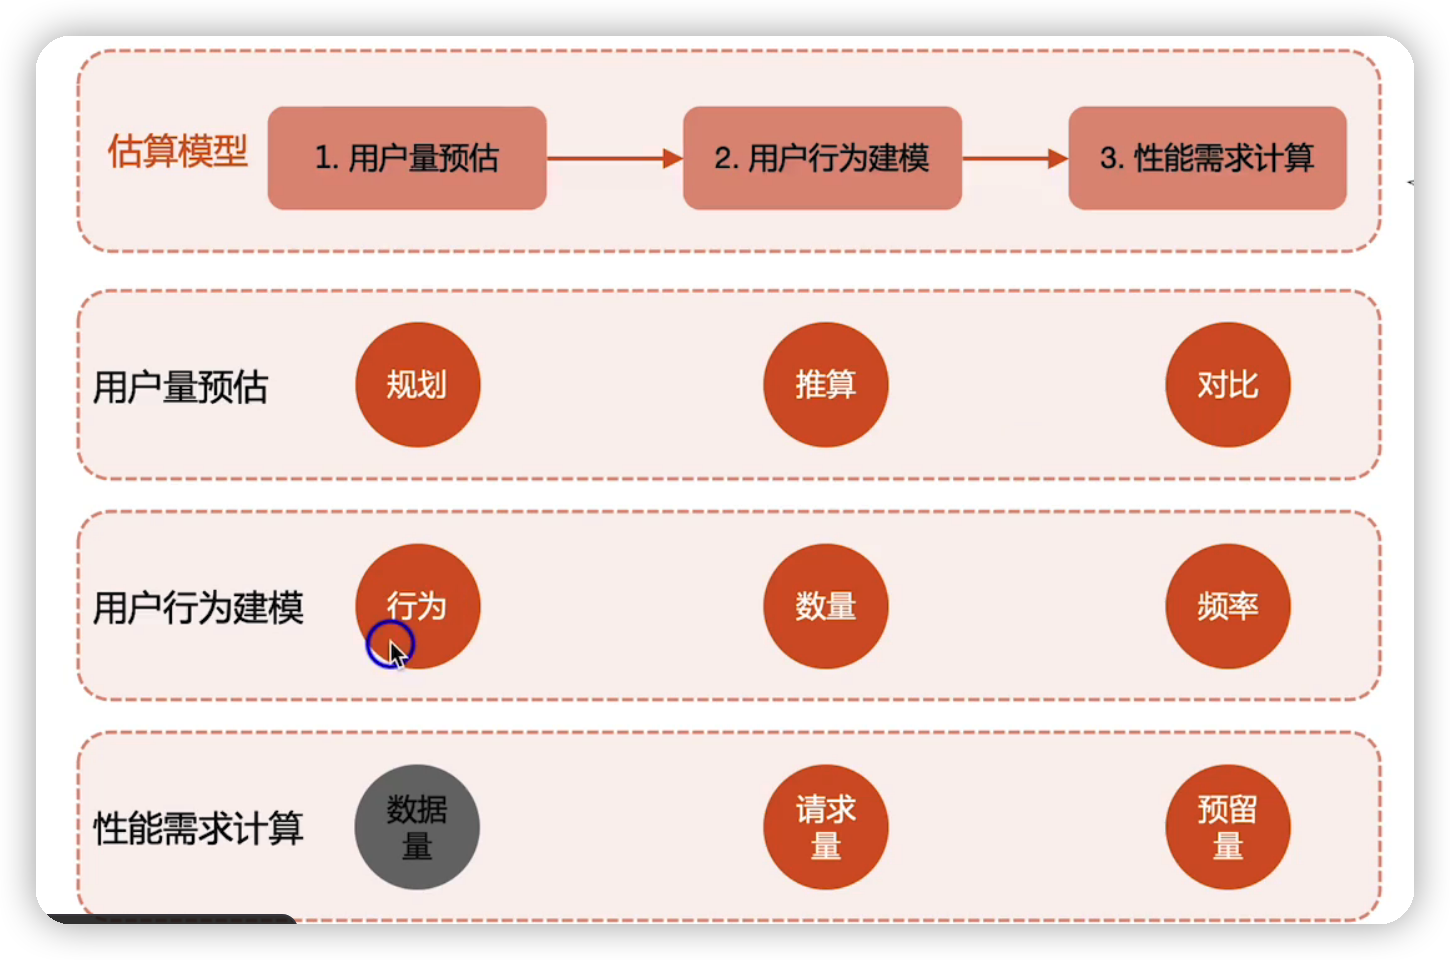 估算模型
1. 用户量预估
2. 用户行为建模
3. 性能需求计算
用户量预估
规划
推算
对比
用户行为建模
行为
数量
频率
性能需求计算
数据
量
请求
量
预留
量